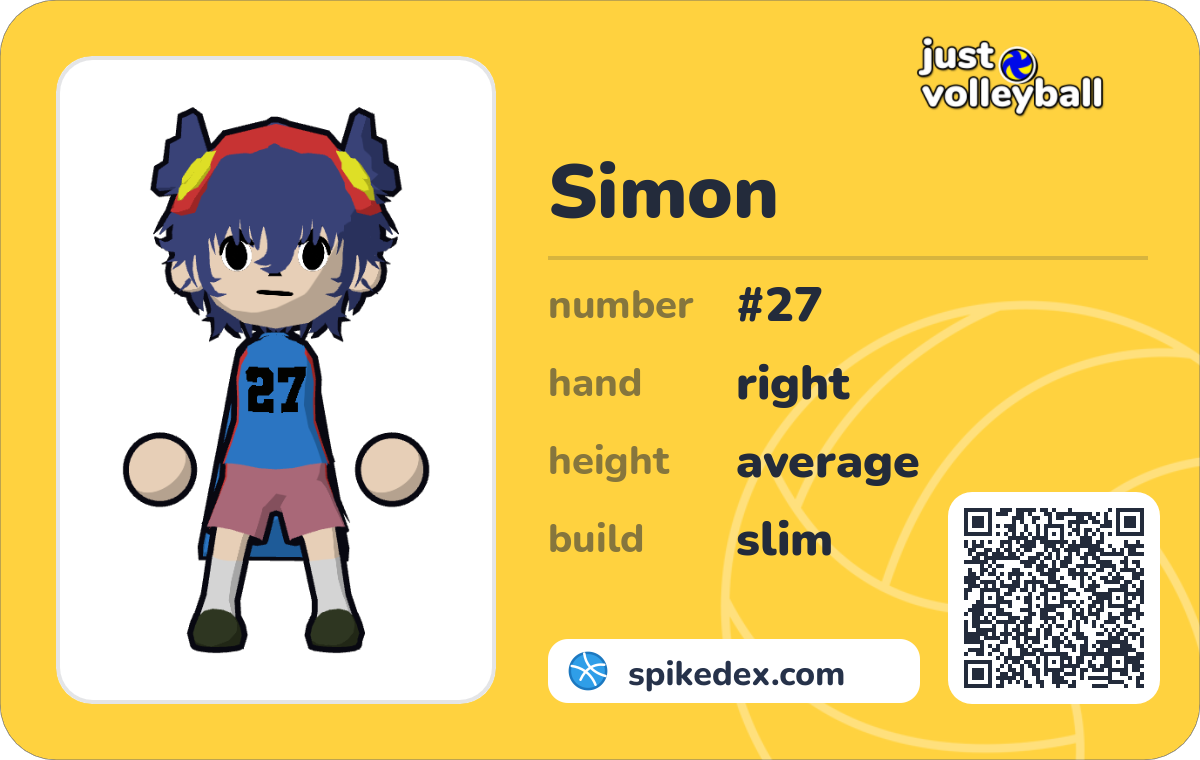 just
volleyball
Simon
number #27
hand right
height average
build slim
27
spikedex.com